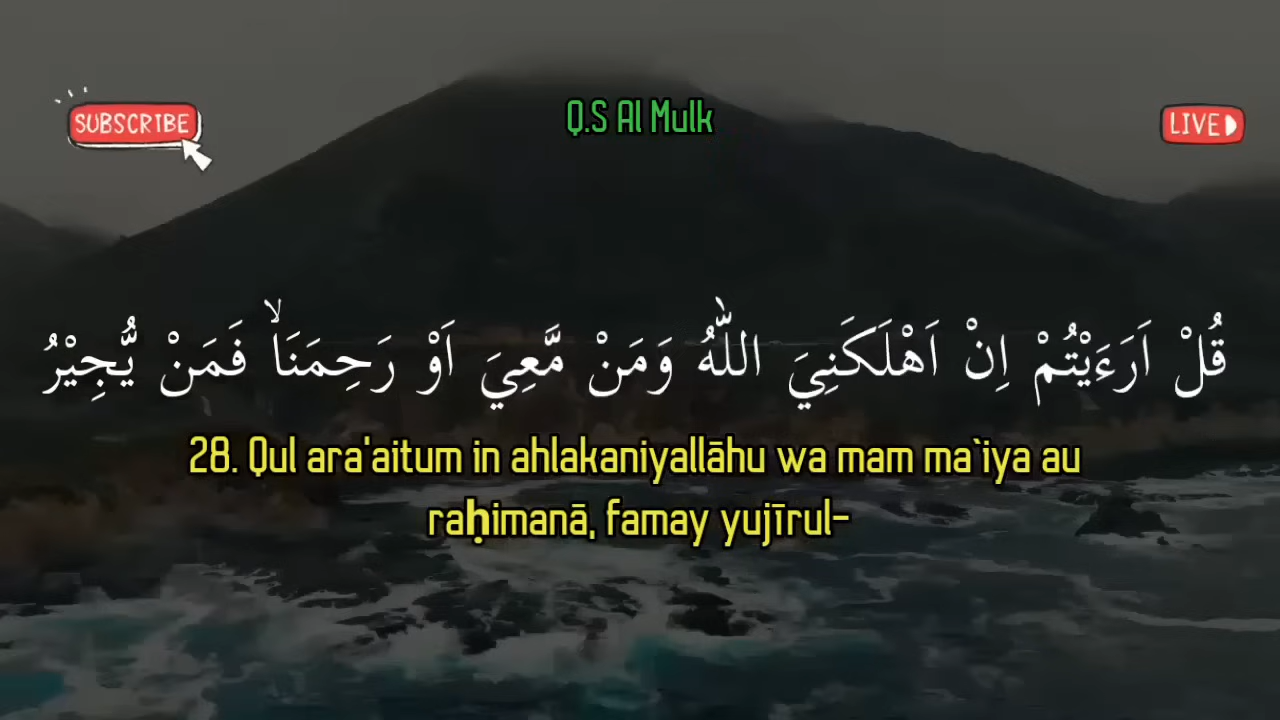 SUBSCRIBE
Q.S Al Mulk
LIVE
قُلْ اَرَءَيْتُمْ اِنْ اَهْلَكَنِيَ اللّٰهُ وَمَنْ مَّعِيَ اَوْ رَحِمَنَاۙ فَمَنْ يُّجِيْرُ
28. Qul ara'aitum in ahlakaniyallāhu wa mam ma`iya au
raḥimanā, famay yujīrul-